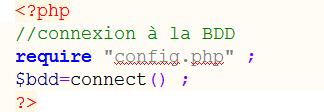 <?php
//connexion à la BDD
require "config.php" ;
$bdd=connect() ;
?>